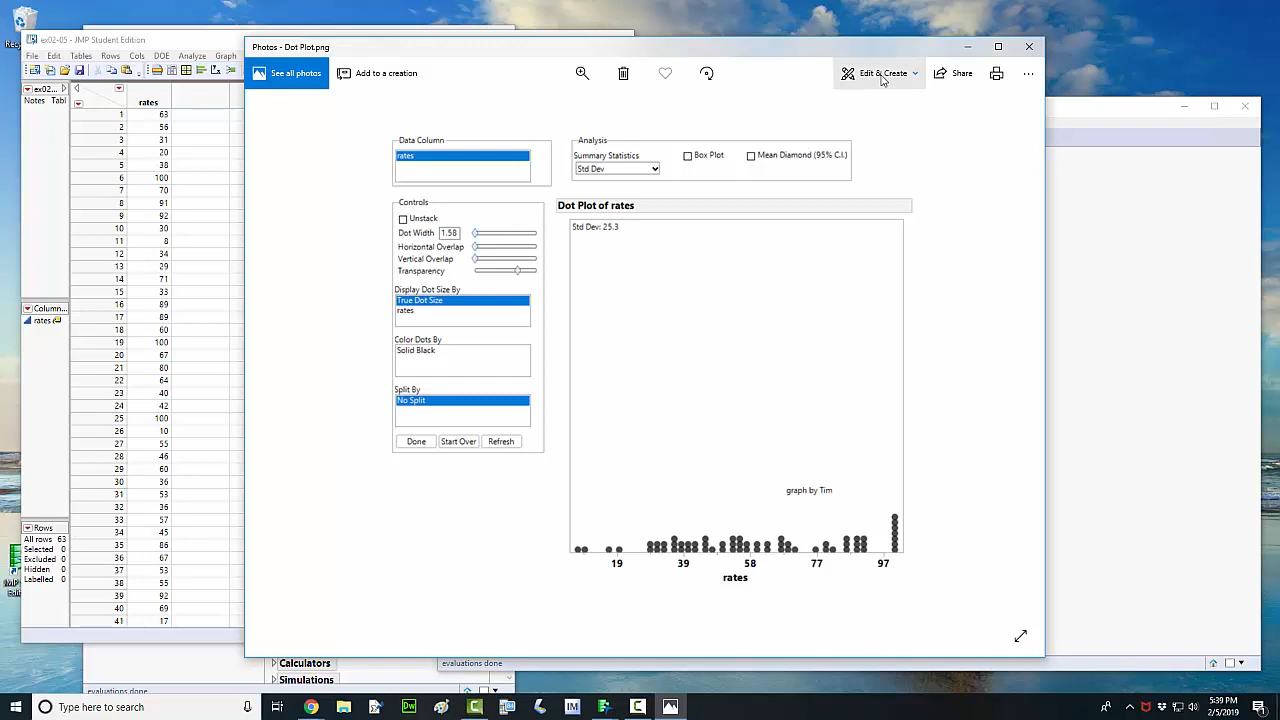 ex02-05 - JMP Student Edition
File Edit Tables Rows Cols DOE Analyze Graph
ex02...
Notes Tabl
rates
1 63
2 56
3 31
4 20
5 38
6 100
7 70
8 91
9 92
10 30
11 8
12 34
13 29
14 71
15 33
16 89
17 89
18 60
19 100
20 67
21 80
22 64
23 40
24 42
25 100
26 10
27 55
28 46
29 60
30 36
31 53
32 36
33 57
34 45
35 66
36 67
37 53
38 55
39 92
40 69
41 17
Column...
rates
Rows
All rows 63
Selected 0
Excluded 0
Hidden 0
Labelled 0
Photos - Dot Plot.png
See all photos
Add to a creation
Edit & Create
Share
Data Column
rates
Analysis
Summary Statistics
Std Dev
Box Plot
Mean Diamond (95% C.I.)
Controls
Unstack
Dot Width 1.58
Horizontal Overlap
Vertical Overlap
Transparency
Display Dot Size By
True Dot Size
rates
Color Dots By
Solid Black
Split By
No Split
Done Start Over Refresh
Dot Plot of rates
Std Dev: 25.3
graph by Tim
19 39 58 77 97
rates
Calculators
Simulations
evaluations done
evaluations done
Type here to search
5:39 PM
2/5/2019